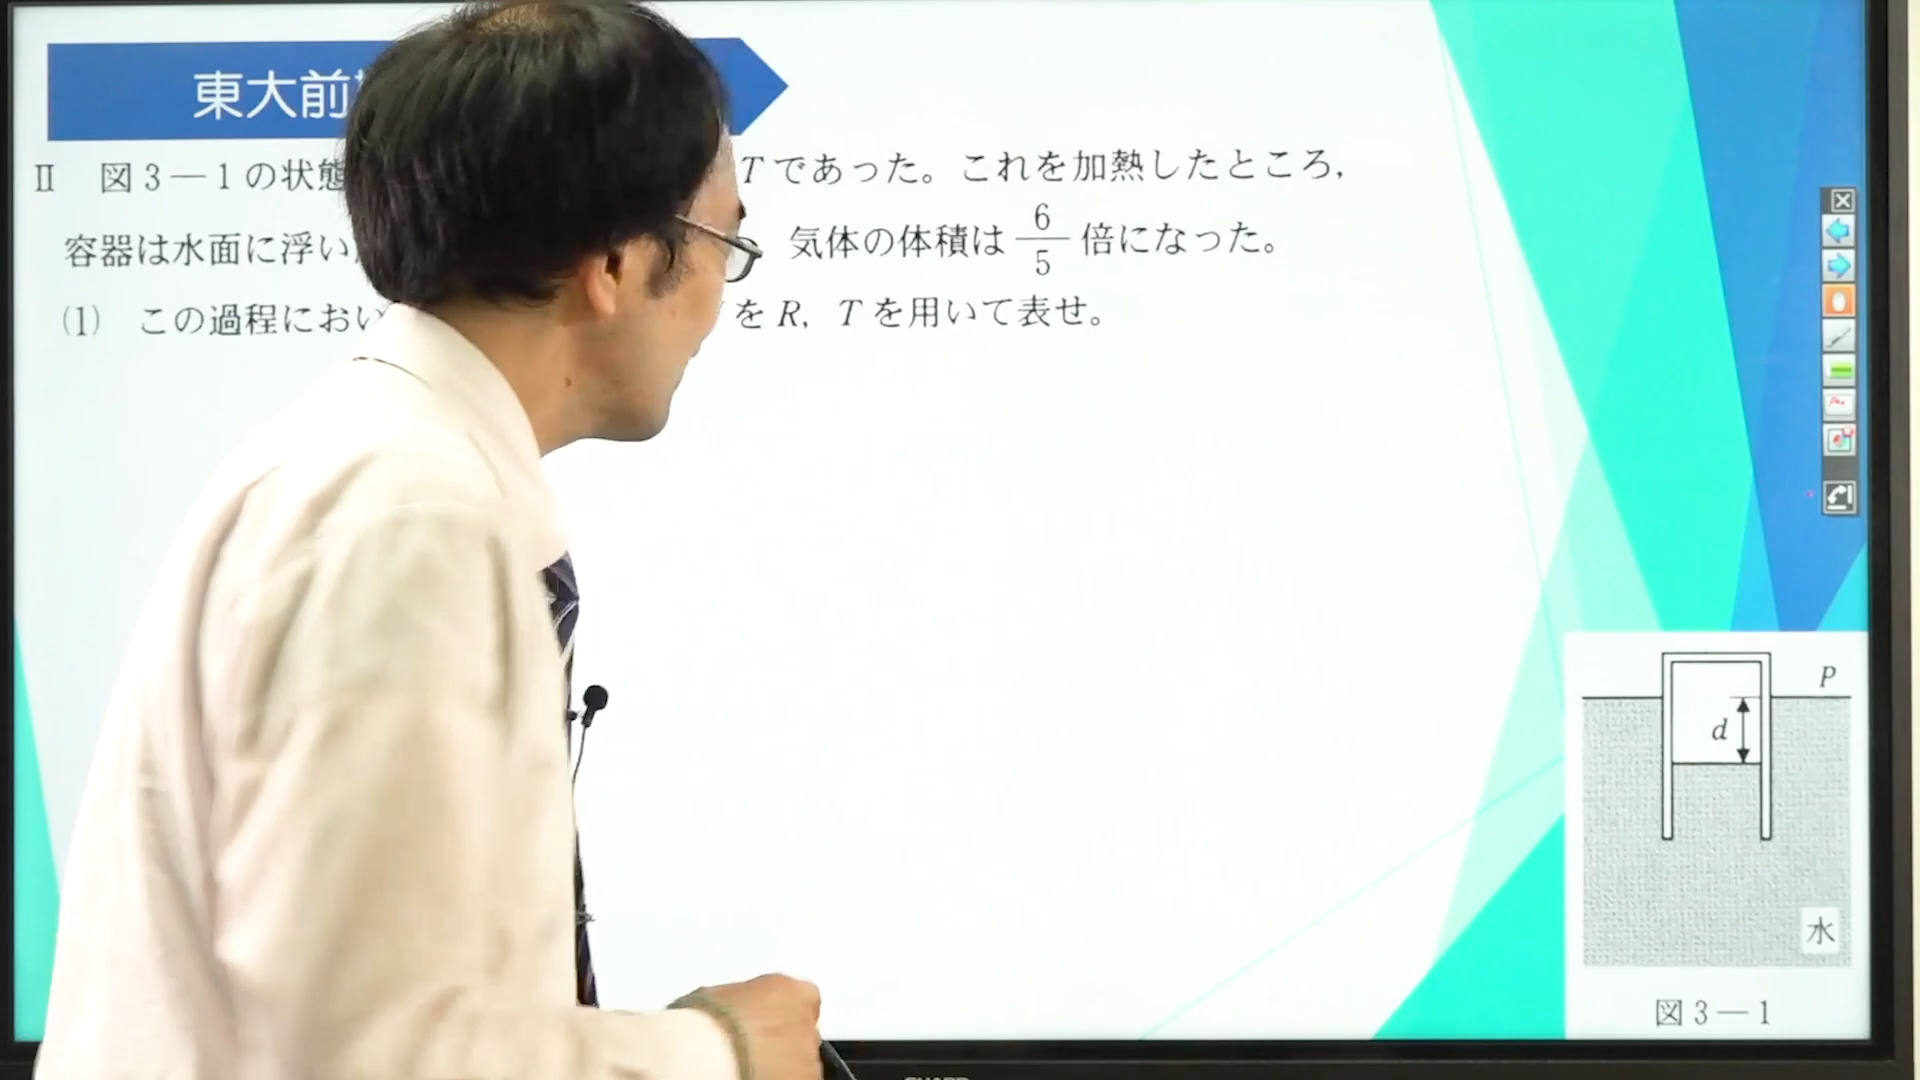 東大前
Ⅱ 図3—1の状態 Tであった。これを加熱したところ,
容器は水面に浮い 気体の体積は 6/5 倍になった。
(1) この過程におい を R, T を用いて表せ。
P
d
水
図3—1